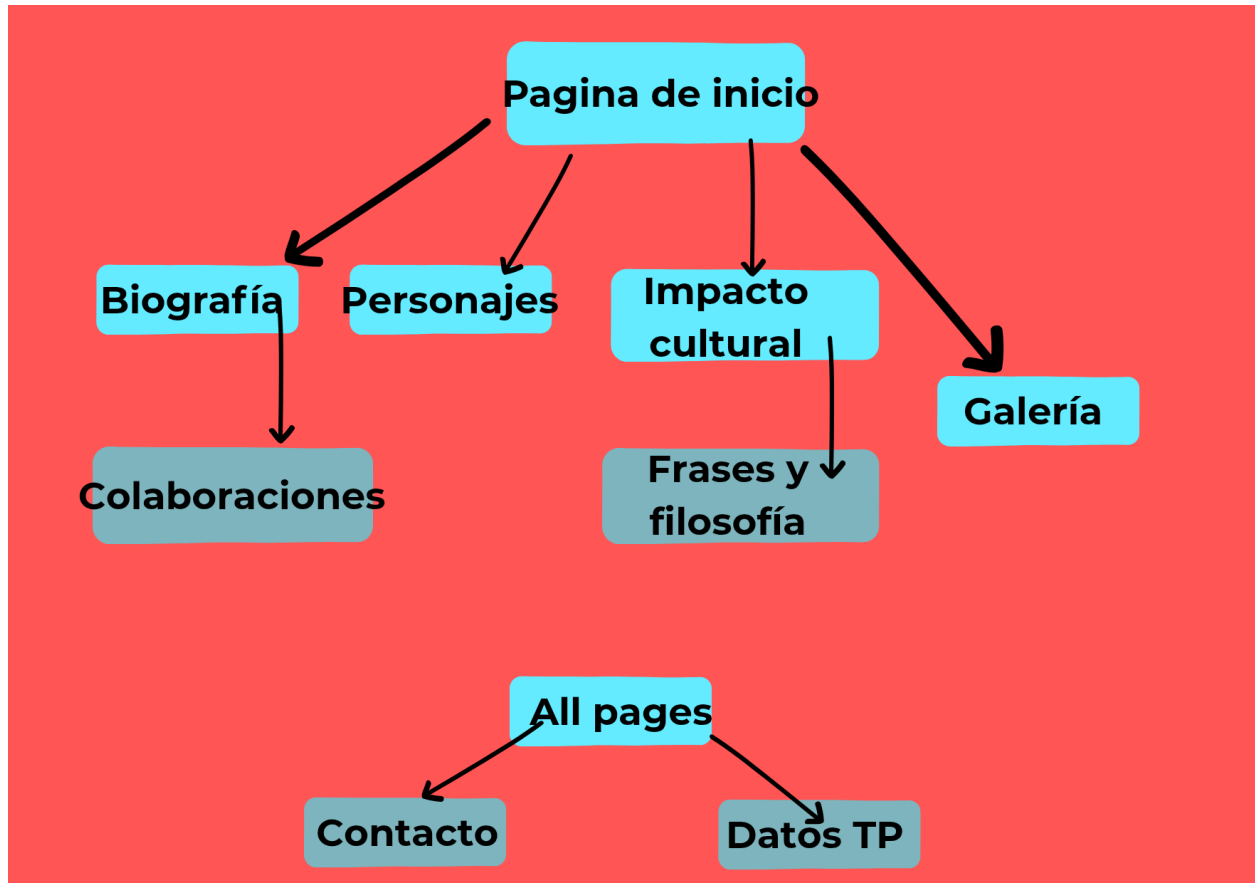 Pagina de inicio
Biografía
Personajes
Impacto
cultural
Galería
Colaboraciones
Frases y
filosofía
All pages
Contacto
Datos TP